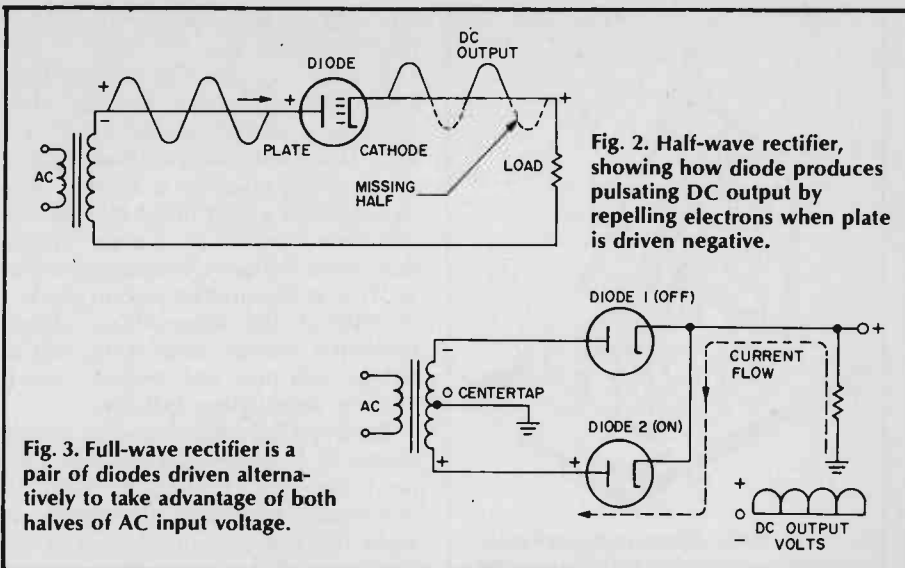 DC
OUTPUT
DIODE
+
-
+
+
PLATE
CATHODE
LOAD
AC
MISSING
HALF
Fig. 2. Half-wave rectifier,
showing how diode produces
pulsating DC output by
repelling electrons when plate
is driven negative.
DIODE 1 (OFF)
-
+
CURRENT
FLOW
AC
O CENTERTAP
DIODE 2 (ON)
+
+
Fig. 3. Full-wave rectifier is a
pair of diodes driven alterna-
tively to take advantage of both
halves of AC input voltage.
+
O
-
DC OUTPUT
VOLTS